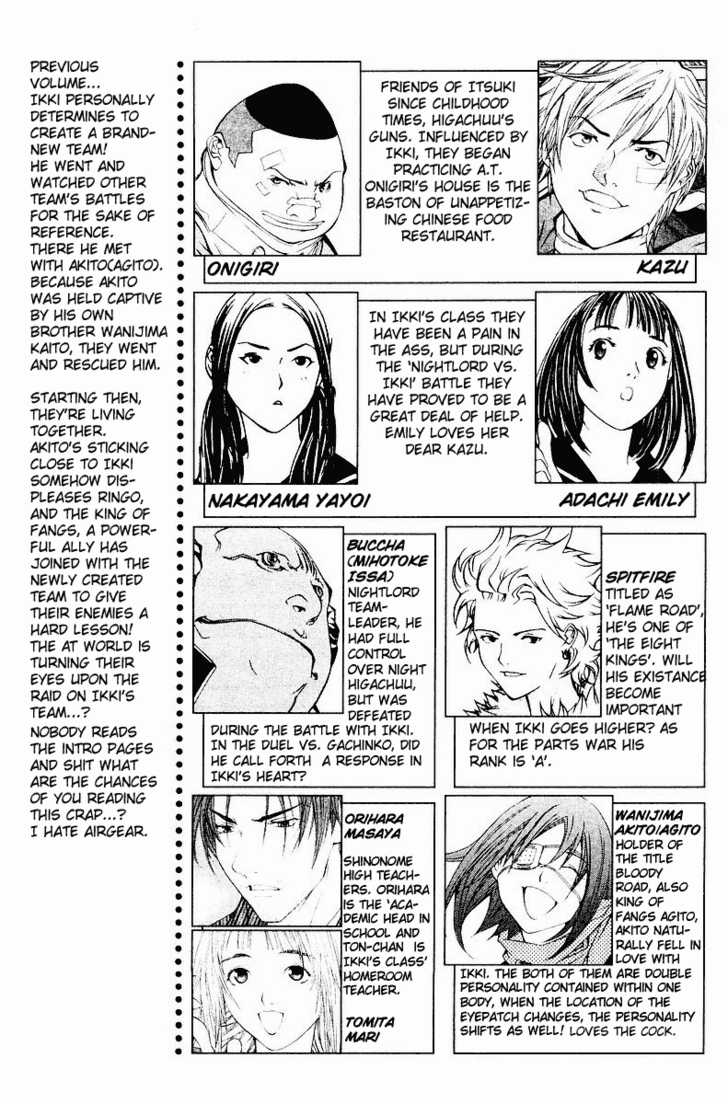 PREVIOUS
VOLUME...
IKKI PERSONALLY
DETERMINES TO
CREATE A BRAND-
NEW TEAM!
HE WENT AND
WATCHED OTHER
TEAM'S BATTLES
FOR THE SAKE OF
REFERENCE.
THERE HE MET
WITH AKITO(AGITO).
BECAUSE AKITO
WAS HELD CAPTIVE
BY HIS OWN
BROTHER WANIJIMA
KAITO, THEY WENT
AND RESCUED HIM.
STARTING THEN,
THEY'RE LIVING
TOGETHER.
AKITO'S STICKING
CLOSE TO IKKI
SOMEHOW DIS-
PLEASES RINGO,
AND THE KING OF
FANGS, A POWER-
FUL ALLY HAS
JOINED WITH THE
NEWLY CREATED
TEAM TO GIVE
THEIR ENEMIES A
HARD LESSON!
THE AT WORLD IS
TURNING THEIR
EYES UPON THE
RAID ON IKKI'S
TEAM...?
NOBODY READS
THE INTRO PAGES
AND SHIT WHAT
ARE THE CHANCES
OF YOU READING
THIS CRAP...?
I HATE AIRGEAR.
FRIENDS OF ITSUKI
SINCE CHILDHOOD
TIMES, HIGACHUU'S
GUNS. INFLUENCED BY
IKKI, THEY BEGAN
PRACTICING A.T.
ONIGIRI'S HOUSE IS THE
BASTON OF UNAPPETIZ-
ING CHINESE FOOD
RESTAURANT.
ONIGIRI
KAZU
IN IKKI'S CLASS THEY
HAVE BEEN A PAIN IN
THE ASS, BUT DURING
THE 'NIGHTLORD VS.
IKKI' BATTLE THEY
HAVE PROVED TO BE A
GREAT DEAL OF HELP.
EMILY LOVES HER
DEAR KAZU.
NAKAYAMA YAYOI
ADACHI EMILY
BUCCHA
(MIHOTOKE
ISSA)
NIGHTLORD
TEAM-
LEADER, HE
HAD FULL
CONTROL
OVER NIGHT
HIGACHUU,
BUT WAS
DEFEATED
DURING THE BATTLE WITH IKKI.
IN THE DUEL VS. GACHINKO, DID
HE CALL FORTH A RESPONSE IN
IKKI'S HEART?
SPITFIRE
TITLED AS
'FLAME ROAD',
HE'S ONE OF
'THE EIGHT
KINGS'. WILL
HIS EXISTANCE
BECOME
IMPORTANT
WHEN IKKI GOES HIGHER? AS
FOR THE PARTS WAR HIS
RANK IS 'A'.
ORIHARA
MASAYA
SHINONOME
HIGH TEACH-
ERS. ORIHARA
IS THE 'ACA-
DEMIC HEAD IN
SCHOOL AND
TON-CHAN IS
IKKI'S CLASS'
HOMEROOM
TEACHER.
TOMITA
MARI
WANIJIMA
AKITO/AGITO
HOLDER OF
THE TITLE
BLOODY
ROAD, ALSO
KING OF
FANGS AGITO,
AKITO NATU-
RALLY FELL IN
LOVE WITH
IKKI. THE BOTH OF THEM ARE DOUBLE
PERSONALITY CONTAINED WITHIN ONE
BODY, WHEN THE LOCATION OF THE
EYEPATCH CHANGES, THE PERSONALITY
SHIFTS AS WELL! LOVES THE COCK.